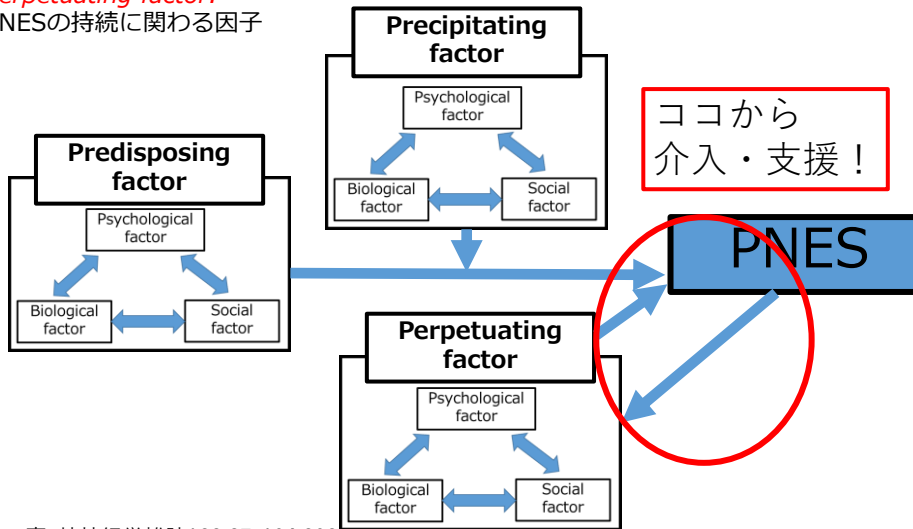 erpetuating factor:
NESの持続に関わる因子
Precipitating
factor
Psychological
factor
Biological
factor
Social
factor
ココから
介入・支援！
Predisposing
factor
Psychological
factor
Biological
factor
Social
factor
PNES
Perpetuating
factor
Psychological
factor
Biological
factor
Social
factor